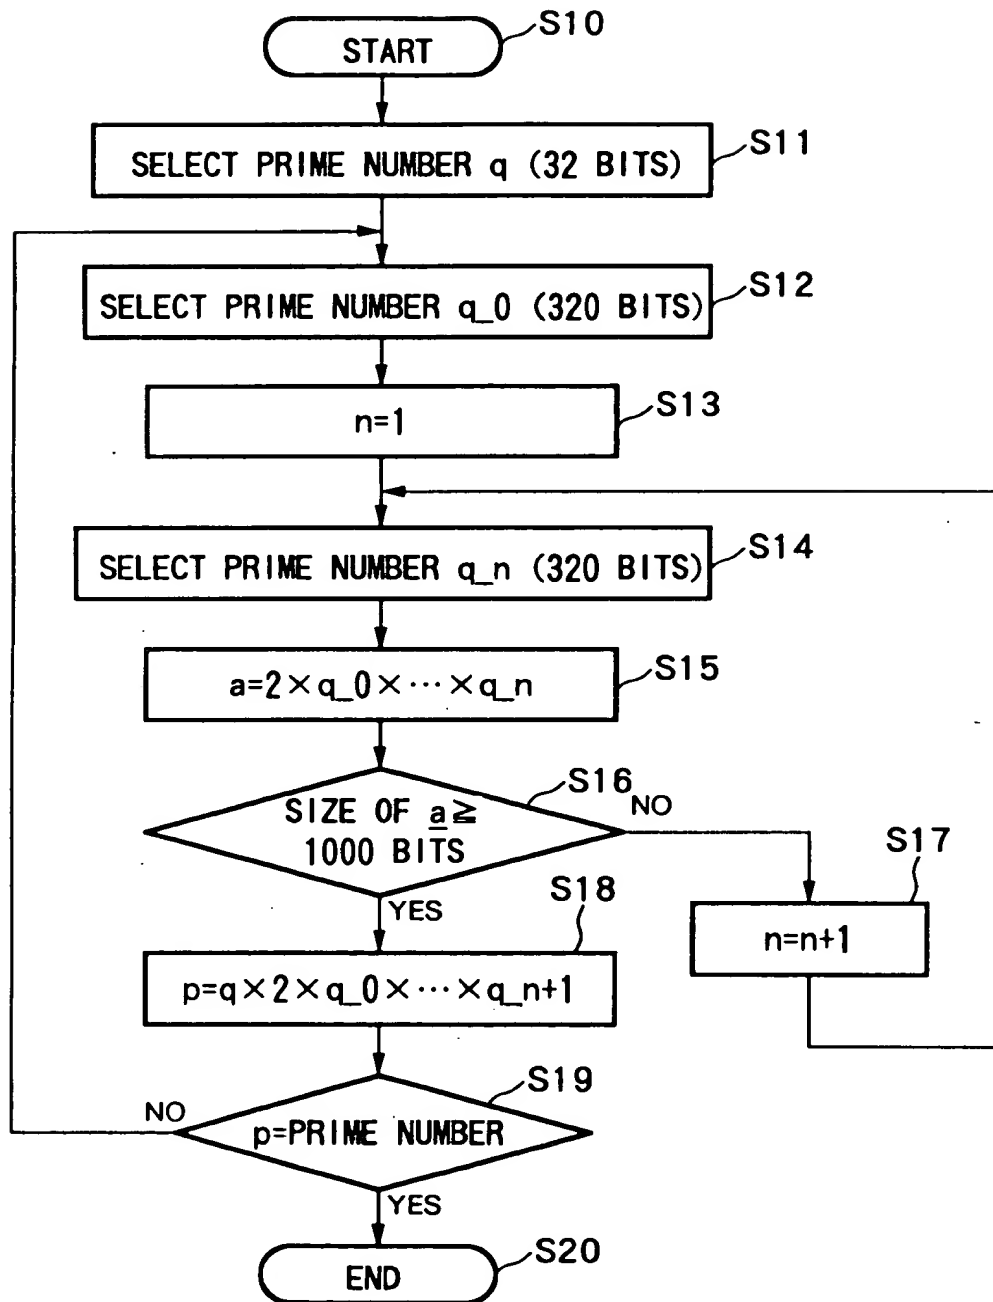 S10
START
S11
SELECT PRIME NUMBER q (32 BITS)
S12
SELECT PRIME NUMBER q_0 (320 BITS)
S13
n=1
S14
SELECT PRIME NUMBER q_n (320 BITS)
S15
a=2×q_0×⋯×q_n
S16
SIZE OF a≧
1000 BITS
NO
S17
n=n+1
YES
S18
p=q×2×q_0×⋯×q_n+1
S19
NO
p=PRIME NUMBER
YES
S20
END